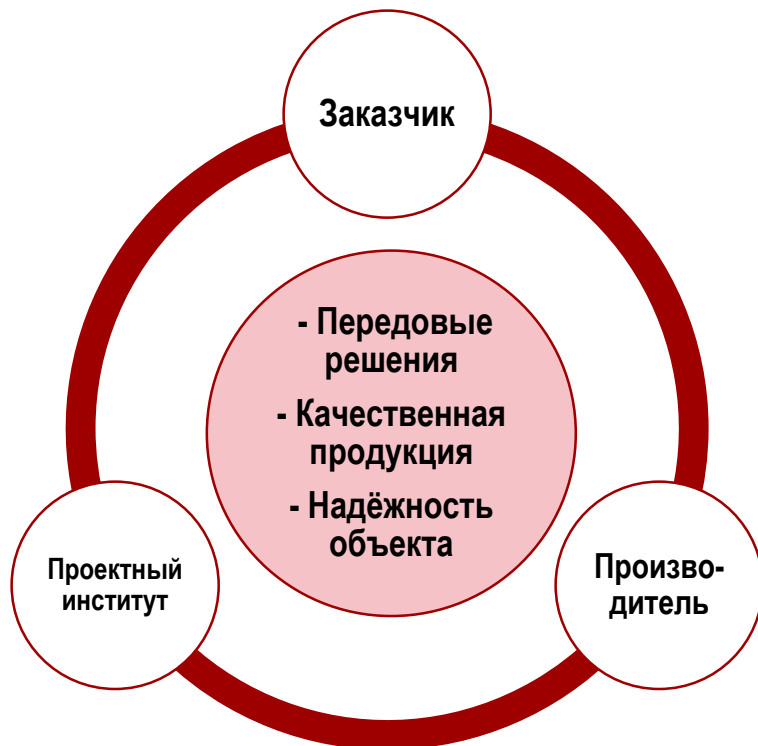 Заказчик
- Передовые
решения
- Качественная
продукция
- Надёжность
объекта
Проектный
институт
Произво-
дитель